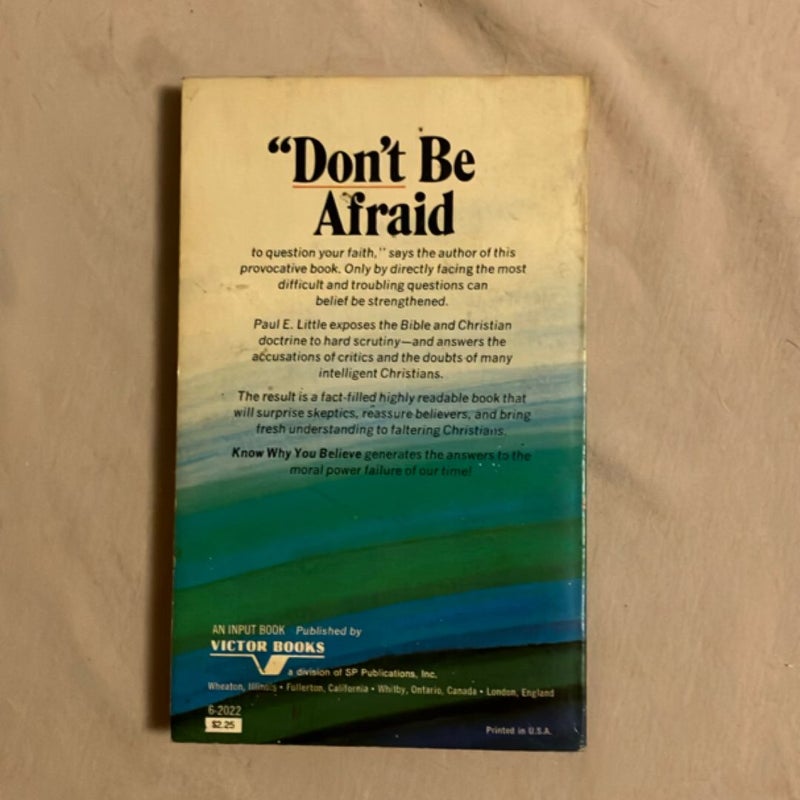 “Don’t Be
Afraid
to question your faith,” says the author of this
provocative book. Only by directly facing the most
difficult and troubling questions can
belief be strengthened.
Paul E. Little exposes the Bible and Christian
doctrine to hard scrutiny—and answers the
accusations of critics and the doubts of many
intelligent Christians.
The result is a fact-filled highly readable book that
will surprise skeptics, reassure believers, and bring
fresh understanding to faltering Christians.
Know Why You Believe generates the answers to the
moral power failure of our time!
AN INPUT BOOK Published by
VICTOR BOOKS
a division of SP Publications, Inc.
Wheaton, Illinois • Fullerton, California • Whitby, Ontario, Canada • London, England
6-2022
$2.25
Printed in U.S.A.